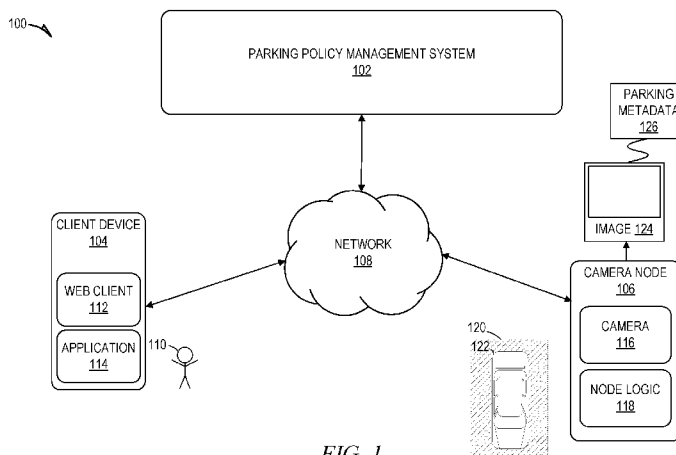 100
PARKING POLICY MANAGEMENT SYSTEM
102
PARKING
METADATA
126
IMAGE 124
CLIENT DEVICE
104
WEB CLIENT
112
APPLICATION
114
110
NETWORK
108
CAMERA NODE
106
CAMERA
116
NODE LOGIC
118
120
122
FIG. 1